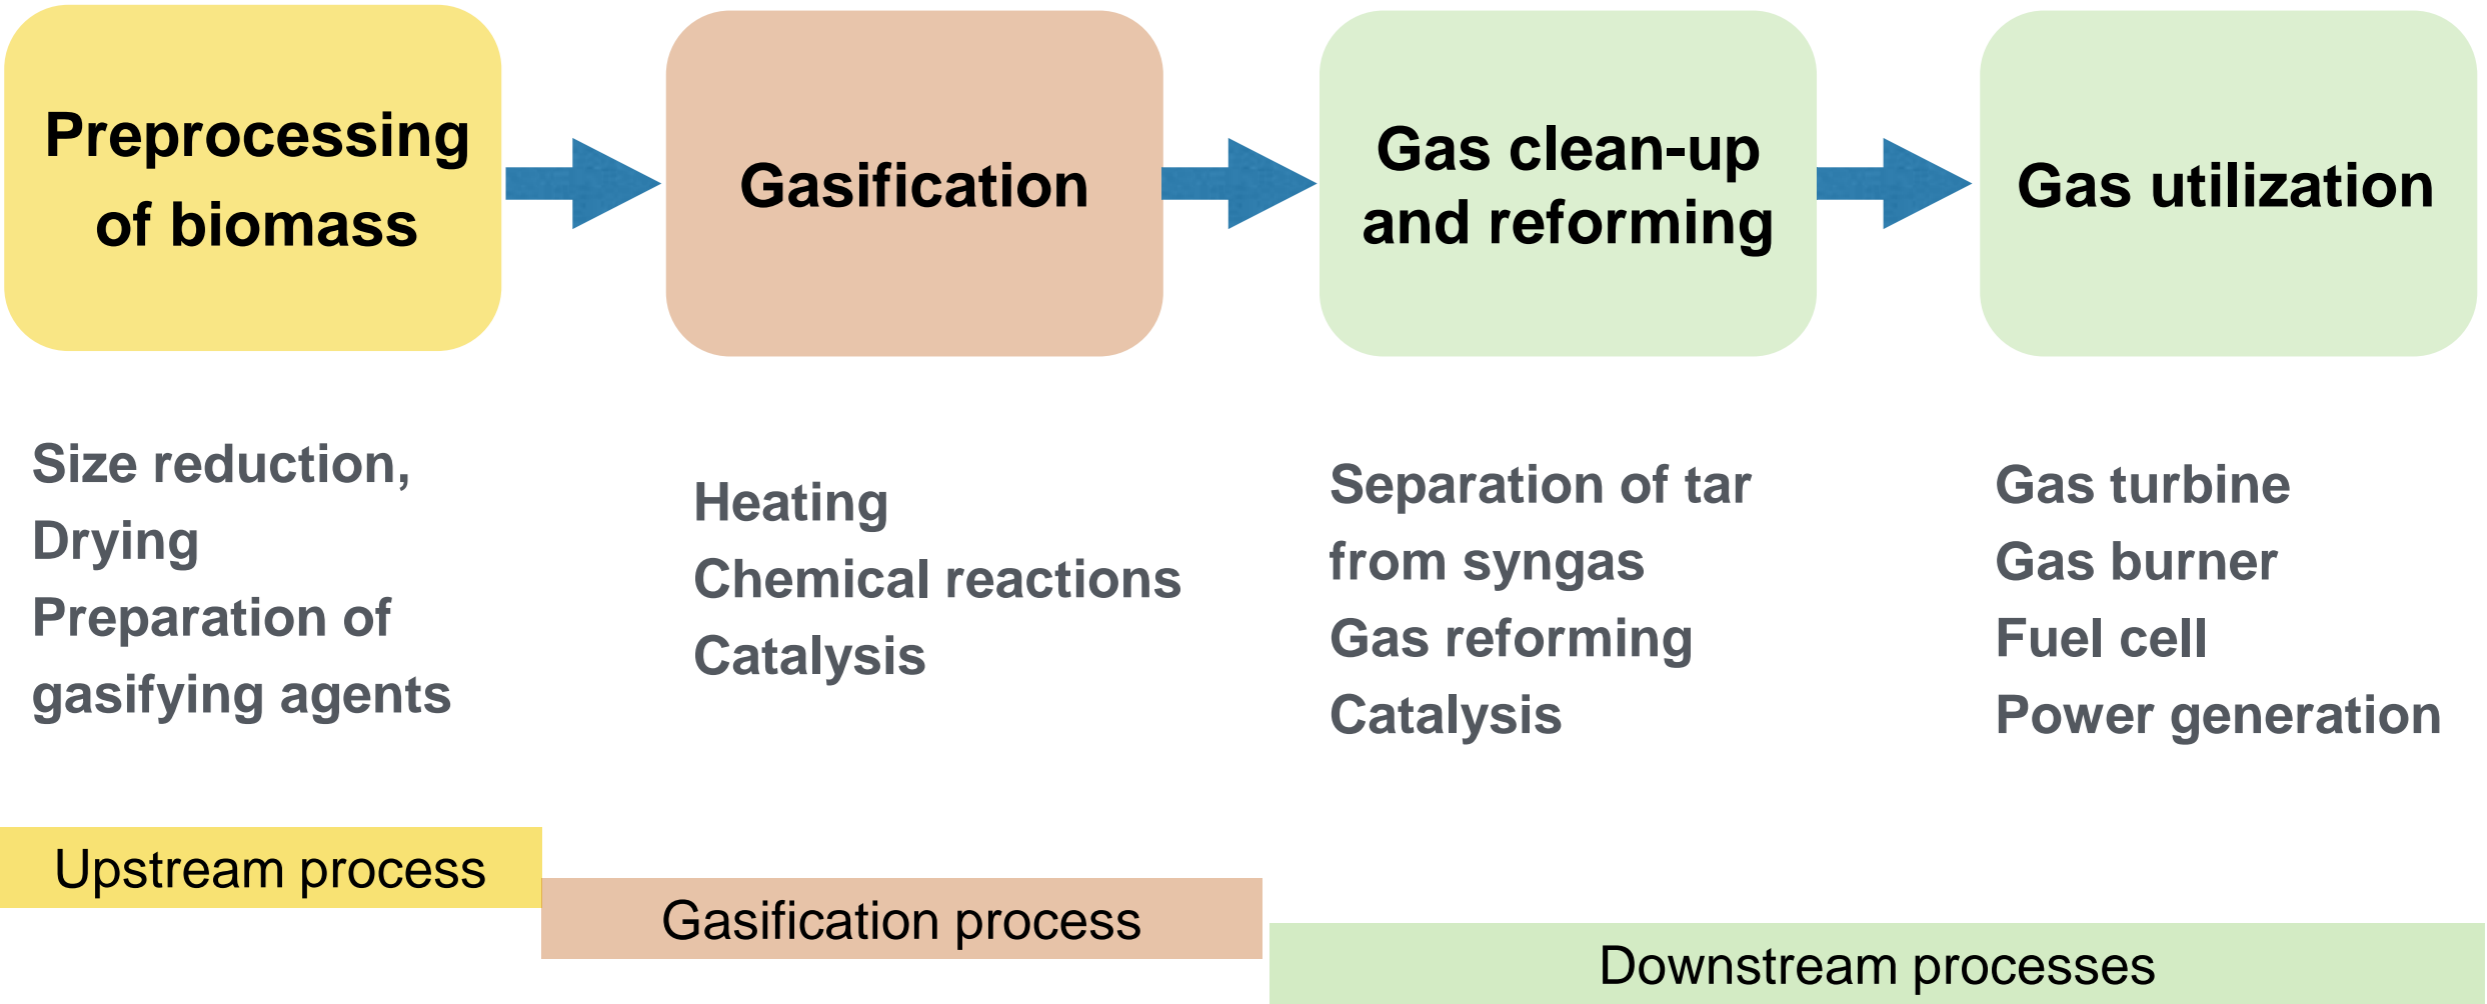 Preprocessing
of biomass
Gasification
Gas clean-up
and reforming
Gas utilization
Size reduction,
Drying
Preparation of
gasifying agents
Heating
Chemical reactions
Catalysis
Separation of tar
from syngas
Gas reforming
Catalysis
Gas turbine
Gas burner
Fuel cell
Power generation
Upstream process
Gasification process
Downstream processes